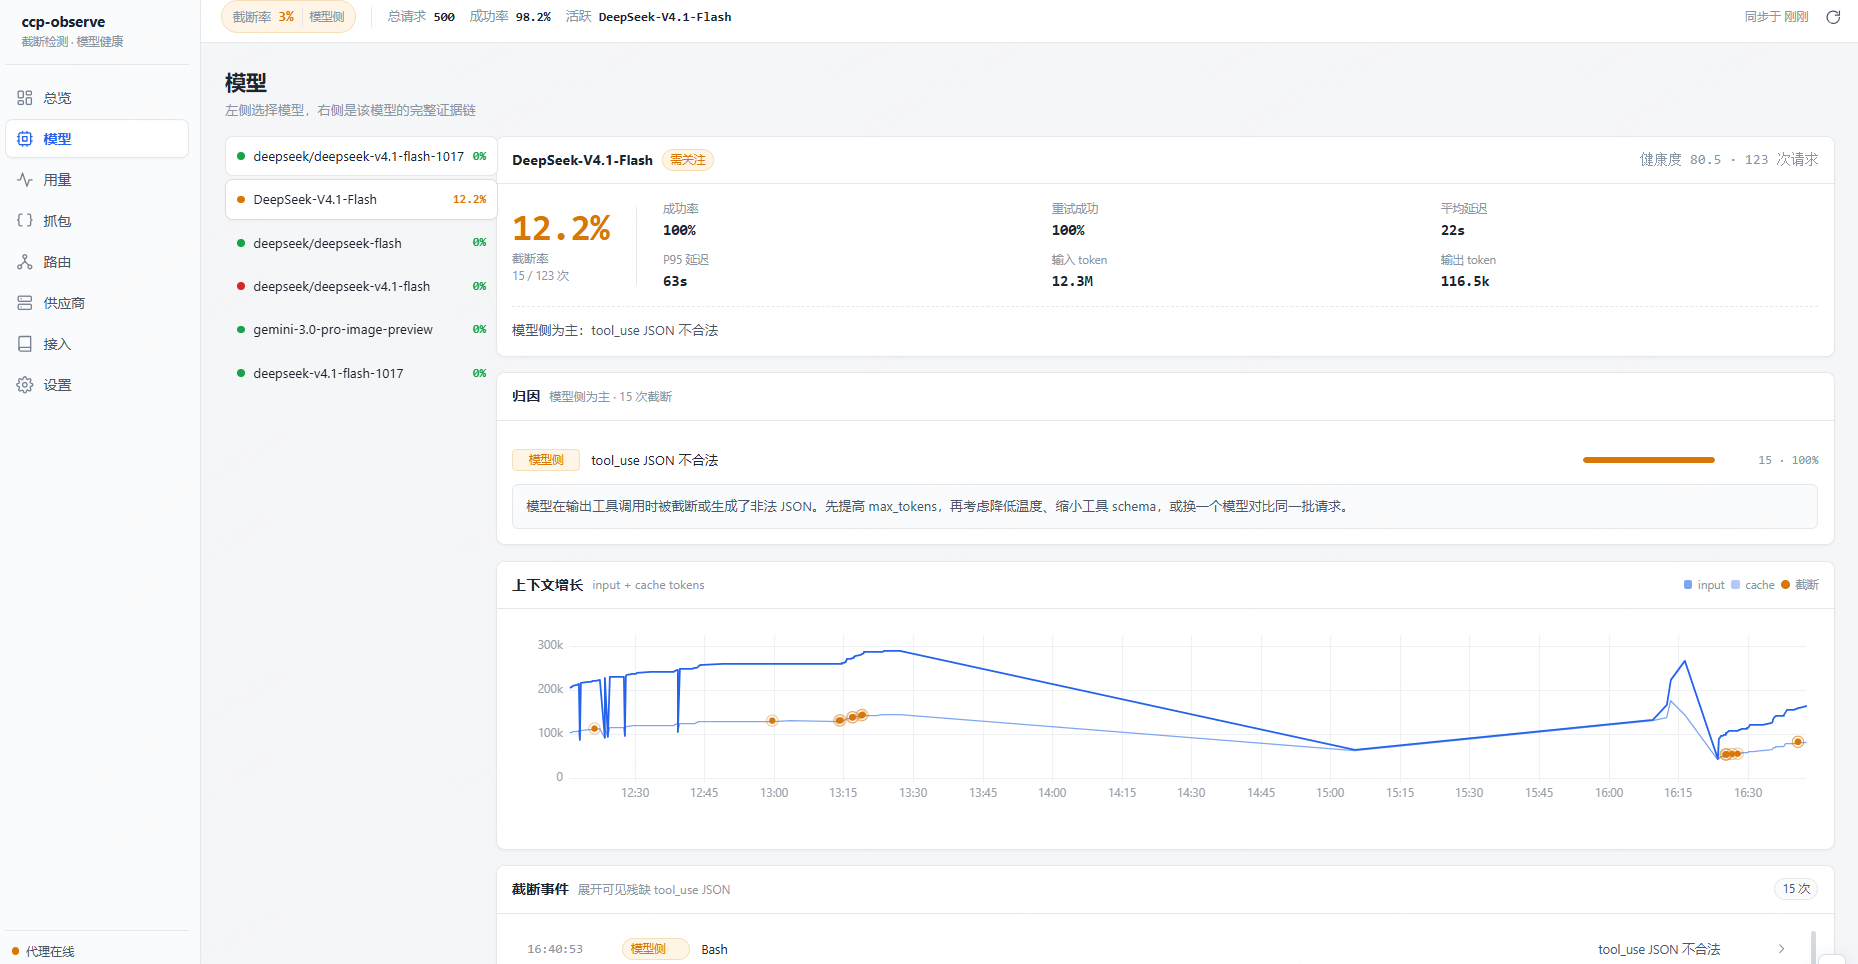 ccp-observe
截断检测 · 模型健康
总览
模型
用量
抓包
路由
供应商
接入
设置
代理在线
截断率 3% 模型侧 总请求 500 成功率 98.2% 活跃 DeepSeek-V4.1-Flash 同步于 刚刚
模型
左侧选择模型，右侧是该模型的完整证据链
deepseek/deepseek-v4.1-flash-1017 0%
DeepSeek-V4.1-Flash 12.2%
deepseek/deepseek-flash 0%
deepseek/deepseek-v4.1-flash 0%
gemini-3.0-pro-image-preview 0%
deepseek-v4.1-flash-1017 0%
DeepSeek-V4.1-Flash 需关注 健康度 80.5 · 123 次请求
12.2%
截断率
15 / 123 次
成功率
100%
重试成功
100%
平均延迟
22s
P95 延迟
63s
输入 token
12.3M
输出 token
116.5k
模型侧为主：tool_use JSON 不合法
归因 模型侧为主 · 15 次截断
模型侧 tool_use JSON 不合法 15 · 100%
模型在输出工具调用时被截断或生成了非法 JSON。先提高 max_tokens，再考虑降低温度、缩小工具 schema，或换一个模型对比同一批请求。
上下文增长 input + cache tokens input cache 截断
300k
200k
100k
0
12:30 12:45 13:00 13:15 13:30 13:45 14:00 14:15 14:30 14:45 15:00 15:15 15:30 15:45 16:00 16:15 16:30
截断事件 展开可见残缺 tool_use JSON 15 次
16:40:53 模型侧 Bash tool_use JSON 不合法